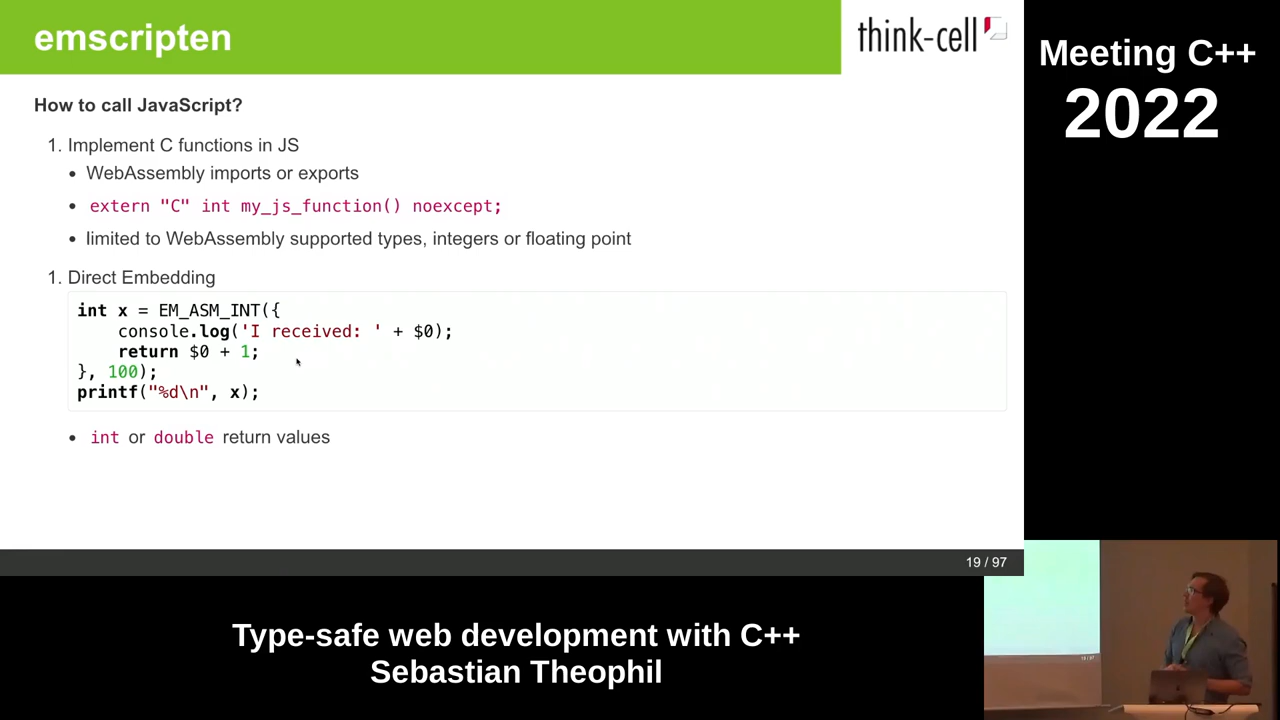 emscripten
think-cell
Meeting C++
2022
How to call JavaScript?
1. Implement C functions in JS
• WebAssembly imports or exports
• extern "C" int my_js_function() noexcept;
• limited to WebAssembly supported types, integers or floating point
1. Direct Embedding
int x = EM_ASM_INT({
    console.log('I received: ' + $0);
    return $0 + 1;
}, 100);
printf("%d\n", x);
• int or double return values
19 / 97
Type-safe web development with C++
Sebastian Theophil
19 / 97